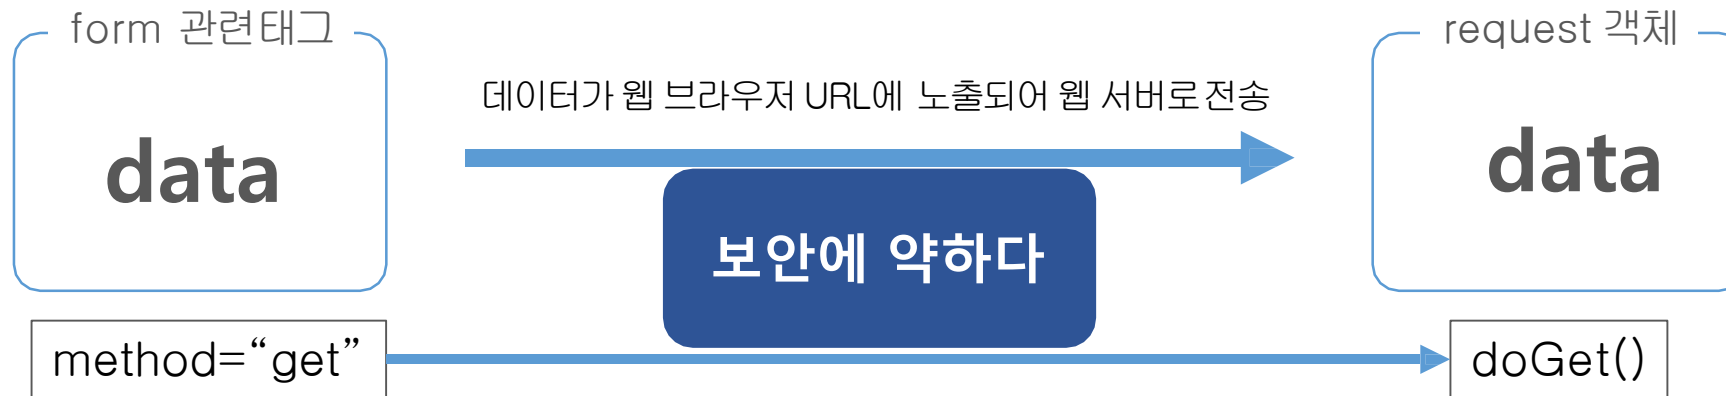 form 관련태그
request 객체
데이터가 웹 브라우저 URL에 노출되어 웹 서버로 전송
data
data
보안에 약하다
method=“get”
doGet()